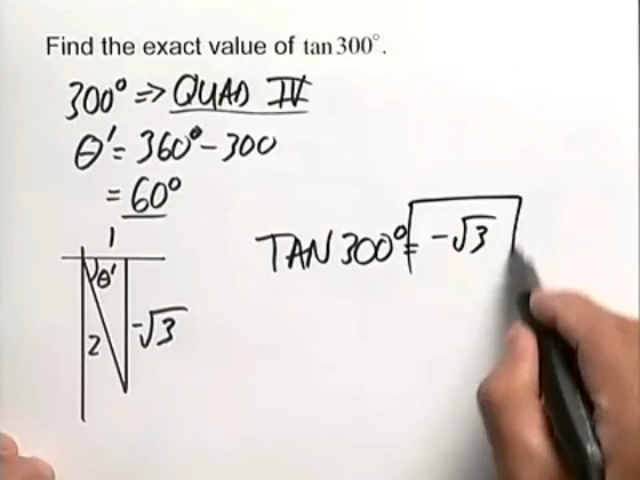 Find the exact value of tan 300°.
300° => QUAD IV
θ' = 360° - 300
= 60°
1
θ'
2
-√3
TAN 300° = -√3